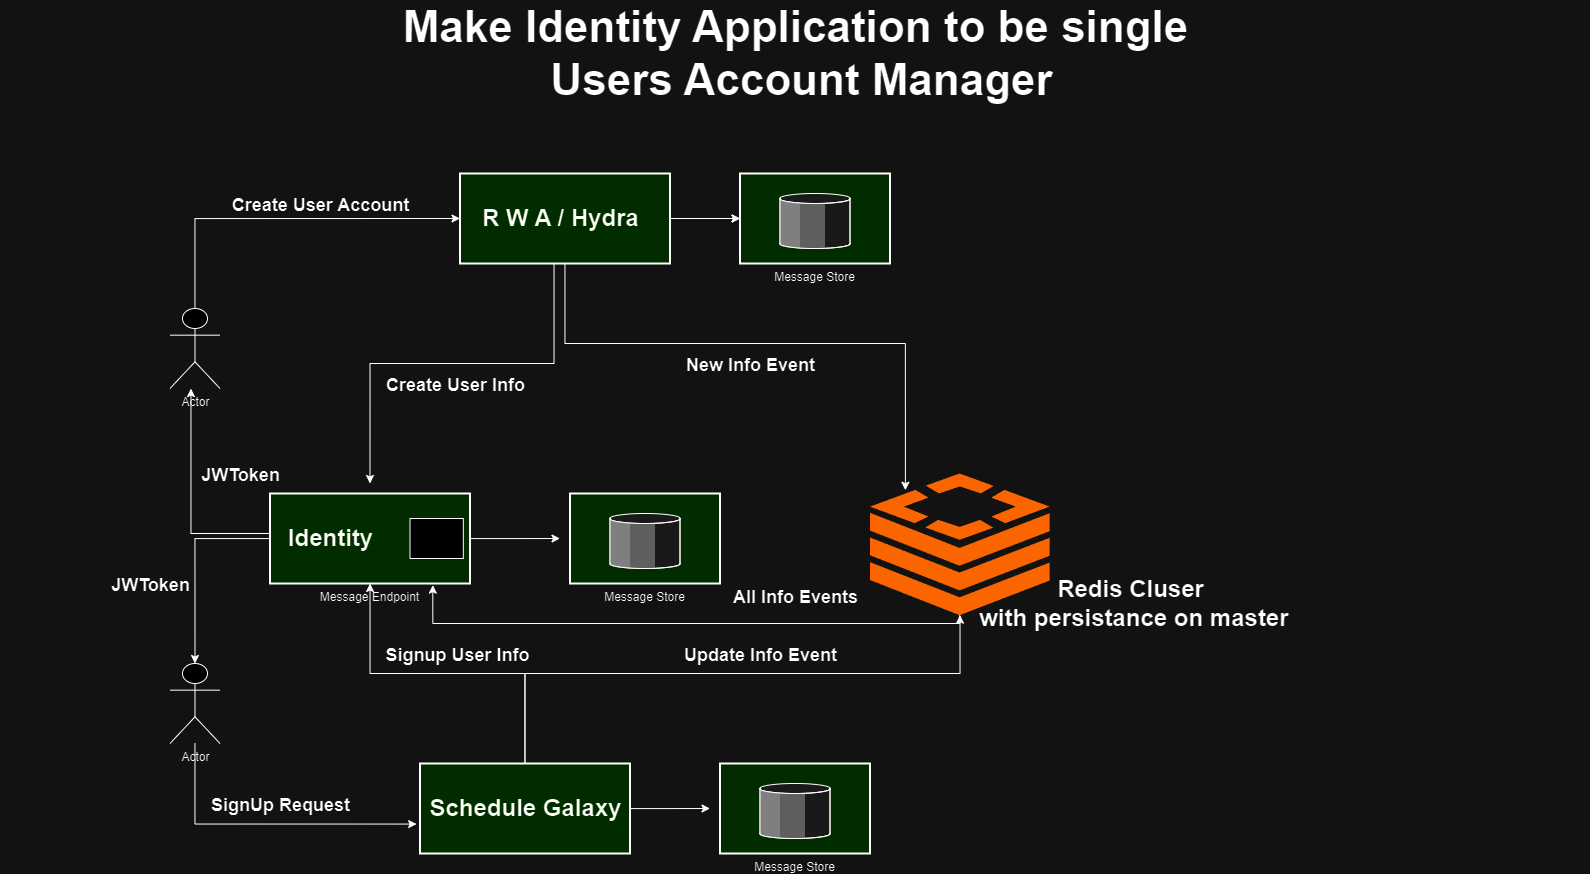 Make Identity Application to be single
Users Account Manager
Create User Account
R W A / Hydra
Message Store
New Info Event
Create User Info
Actor
JWToken
Identity
Message Endpoint
Message Store
JWToken
All Info Events
Redis Cluser
with persistance on master
Signup User Info
Update Info Event
Actor
SignUp Request
Schedule Galaxy
Message Store